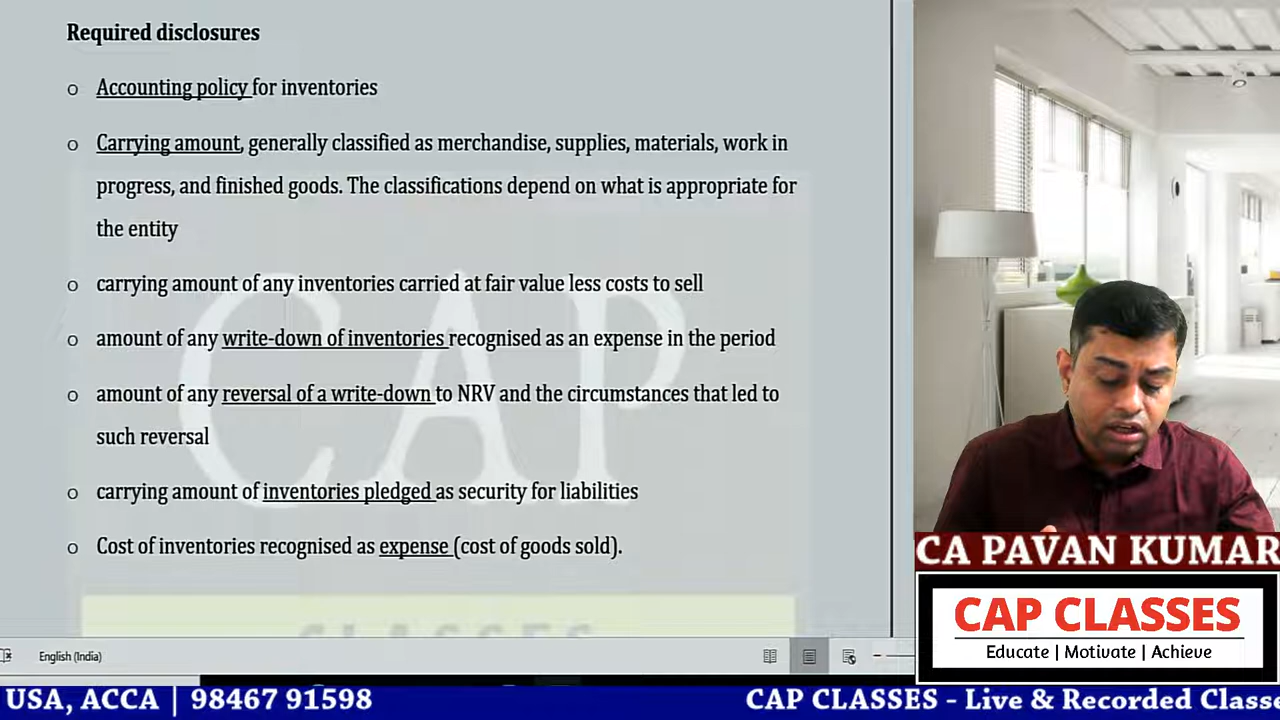 Required disclosures
o Accounting policy for inventories
o Carrying amount, generally classified as merchandise, supplies, materials, work in
progress, and finished goods. The classifications depend on what is appropriate for
the entity
o carrying amount of any inventories carried at fair value less costs to sell
o amount of any write-down of inventories recognised as an expense in the period
o amount of any reversal of a write-down to NRV and the circumstances that led to
such reversal
o carrying amount of inventories pledged as security for liabilities
o Cost of inventories recognised as expense (cost of goods sold).
CAP
CLASSES
English (India)
CA PAVAN KUMAR
CAP CLASSES
Educate | Motivate | Achieve
USA, ACCA | 98467 91598
CAP CLASSES - Live & Recorded Classe